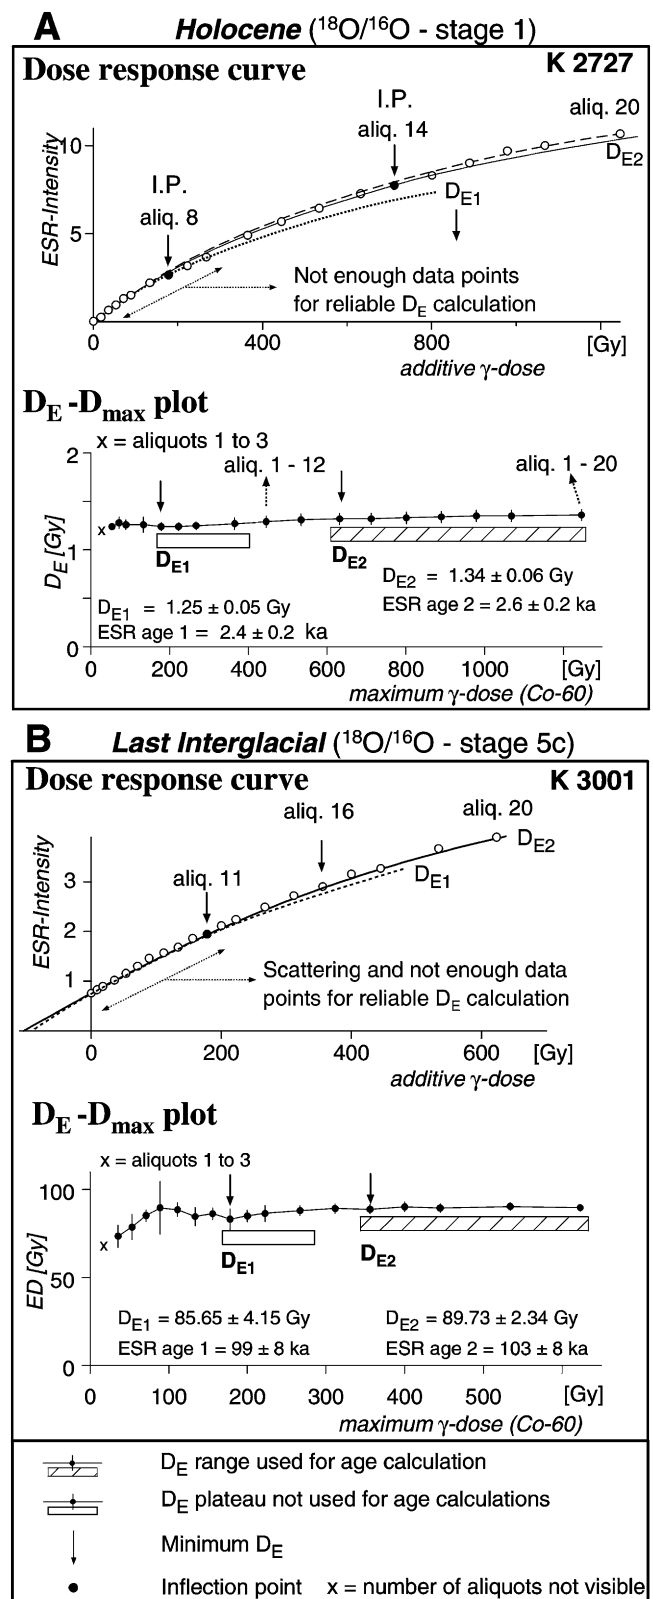 A Holocene (18O/16O - stage 1)
Dose response curve K 2727
I.P.
aliq. 14
aliq. 20
10
ESR-Intensity
DE2
I.P.
aliq. 8
DE1
5
Not enough data points
for reliable DE calculation
0
0 400 800 [Gy]
additive γ-dose
DE -Dmax plot
x = aliquots 1 to 3
2
aliq. 1 - 12 aliq. 1 - 20
x
DE [Gy]
1
DE1 DE2
DE2 = 1.34 ± 0.06 Gy
ESR age 2 = 2.6 ± 0.2 ka
DE1 = 1.25 ± 0.05 Gy
ESR age 1 = 2.4 ± 0.2 ka
0
0 200 400 600 800 1000 [Gy]
maximum γ-dose (Co-60)
B Last Interglacial (18O/16O - stage 5c)
Dose response curve K 3001
aliq. 16 aliq. 20
DE2
ESR-Intensity
3
aliq. 11
DE1
2
Scattering and not enough data
points for reliable DE calculation
1
0 200 400 600 [Gy]
additive γ-dose
DE -Dmax plot
x = aliquots 1 to 3
100
x
ED [Gy]
DE1 DE2
50
DE1 = 85.65 ± 4.15 Gy DE2 = 89.73 ± 2.34 Gy
ESR age 1 = 99 ± 8 ka ESR age 2 = 103 ± 8 ka
0
0 100 200 300 400 500 [Gy]
maximum γ-dose (Co-60)
DE range used for age calculation
DE plateau not used for age calculations
Minimum DE
Inflection point x = number of aliquots not visible